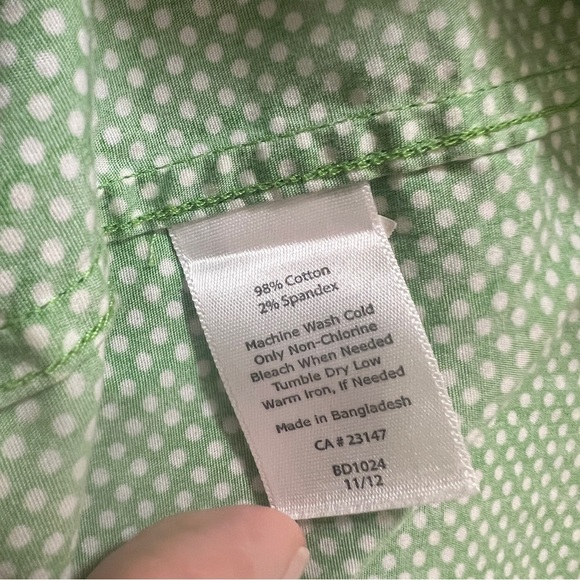 98% Cotton
2% Spandex
Machine Wash Cold
Only Non-Chlorine
Bleach When Needed
Tumble Dry Low
Warm Iron, If Needed
Made in Bangladesh
CA # 23147
BD1024
11/12